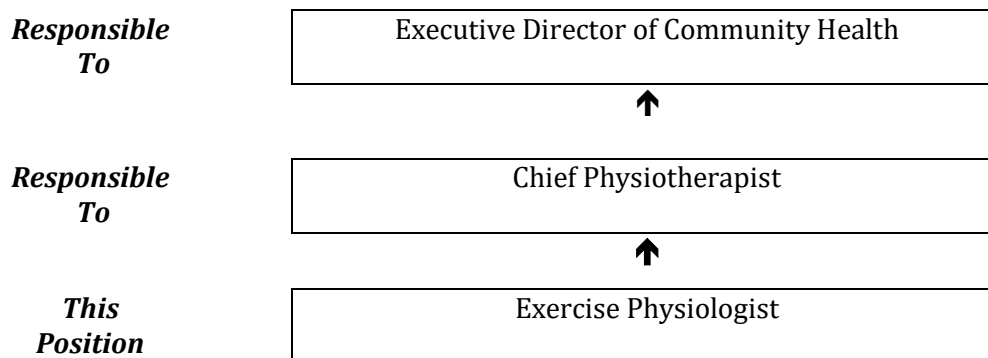 Responsible
To
Executive Director of Community Health
Responsible
To
Chief Physiotherapist
This
Position
Exercise Physiologist